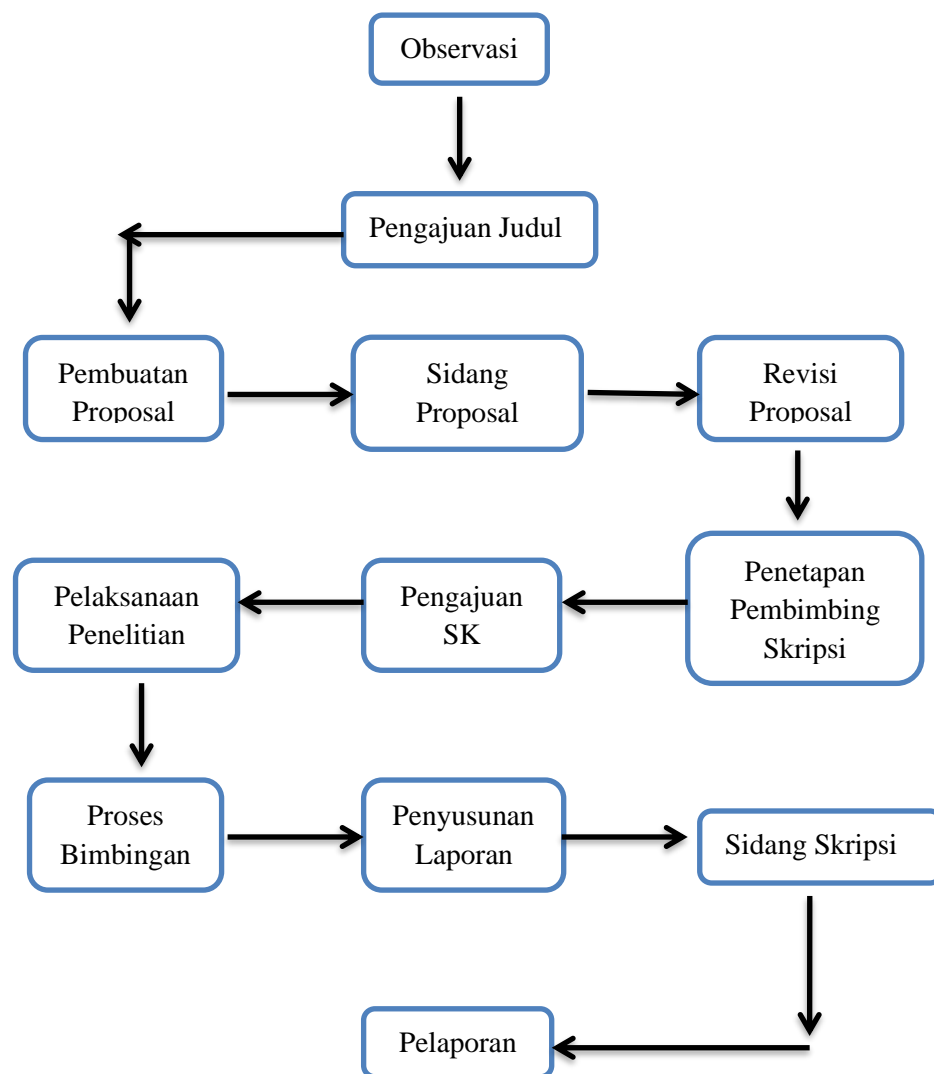 Observasi
Pengajuan Judul
Pembuatan
Proposal
Sidang
Proposal
Revisi
Proposal
Penetapan
Pembimbing
Skripsi
Pengajuan
SK
Pelaksanaan
Penelitian
Proses
Bimbingan
Penyusunan
Laporan
Sidang Skripsi
Pelaporan